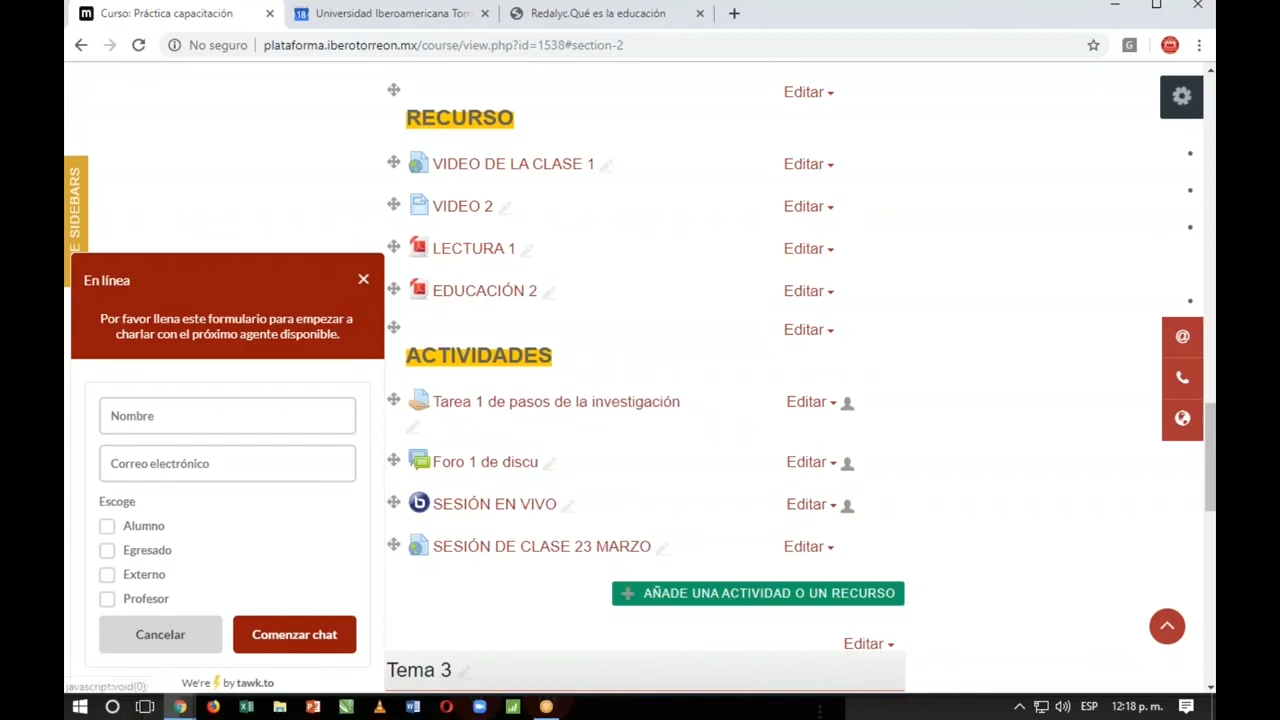 Curso: Práctica capacitación
18
Universidad Iberoamericana Torre
Redalyc.Qué es la educación
No seguro
plataforma.iberotorreon.mx/course/view.php?id=1538#section-2
G
Editar
RECURSO
VIDEO DE LA CLASE 1 Editar
VIDEO 2 Editar
LECTURA 1 Editar
EDUCACIÓN 2 Editar
Editar
ACTIVIDADES
Tarea 1 de pasos de la investigación Editar
Foro 1 de discu Editar
SESIÓN EN VIVO Editar
SESIÓN DE CLASE 23 MARZO Editar
AÑADE UNA ACTIVIDAD O UN RECURSO
Editar
Tema 3
E SIDEBARS
En línea
Por favor llena este formulario para empezar a
charlar con el próximo agente disponible.
Nombre
Correo electrónico
Escoge
Alumno
Egresado
Externo
Profesor
Cancelar Comenzar chat
We're by tawk.to
javascript:void(0);
ESP 12:18 p. m.